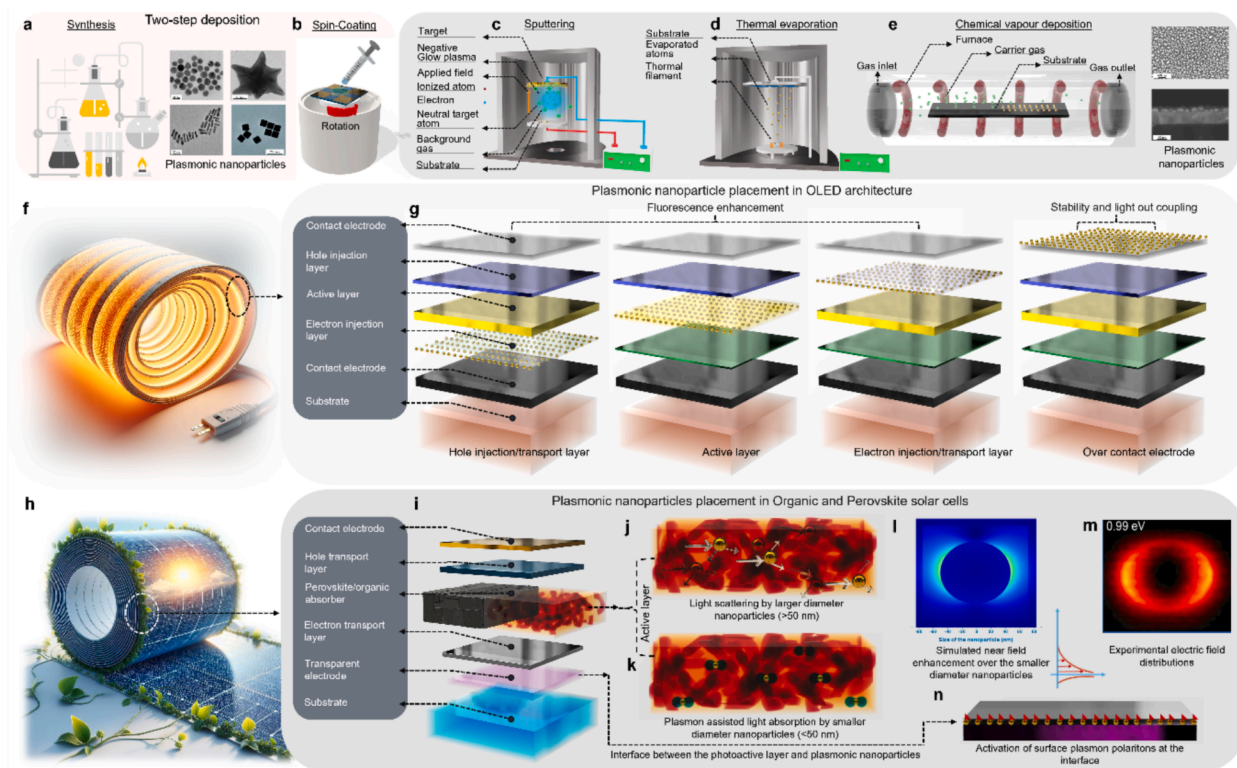 a
Synthesis
Two-step deposition
Plasmonic nanoparticles
b
Spin-Coating
Rotation
c
Sputtering
Target
Negative
Glow plasma
Applied field
Ionized atom
Electron
Neutral target
atom
Background
gas
Substrate
d
Thermal evaporation
Substrate
Evaporated
atoms
Thermal
filament
e
Chemical vapour deposition
Furnace
Carrier gas
Substrate
Gas inlet
Gas outlet
Plasmonic
nanoparticles
f
Plasmonic nanoparticle placement in OLED architecture
g
Fluorescence enhancement
Stability and light out coupling
Contact electrode
Hole injection
layer
Active layer
Electron injection
layer
Contact electrode
Substrate
Hole injection/transport layer
Active layer
Electron injection/transport layer
Over contact electrode
h
Plasmonic nanoparticles placement in Organic and Perovskite solar cells
i
Contact electrode
Hole transport
layer
Perovskite/organic
absorber
Electron transport
layer
Transparent
electrode
Substrate
Active layer
j
Light scattering by larger diameter
nanoparticles (>50 nm)
k
Plasmon assisted light absorption by smaller
diameter nanoparticles (<50 nm)
Interface between the photoactive layer and plasmonic nanoparticles
l
Size of the nanoparticle (nm)
Simulated near field
enhancement over the smaller
diameter nanoparticles
m
0.99 eV
Experimental electric field
distributions
n
Activation of surface plasmon polaritons at the
interface